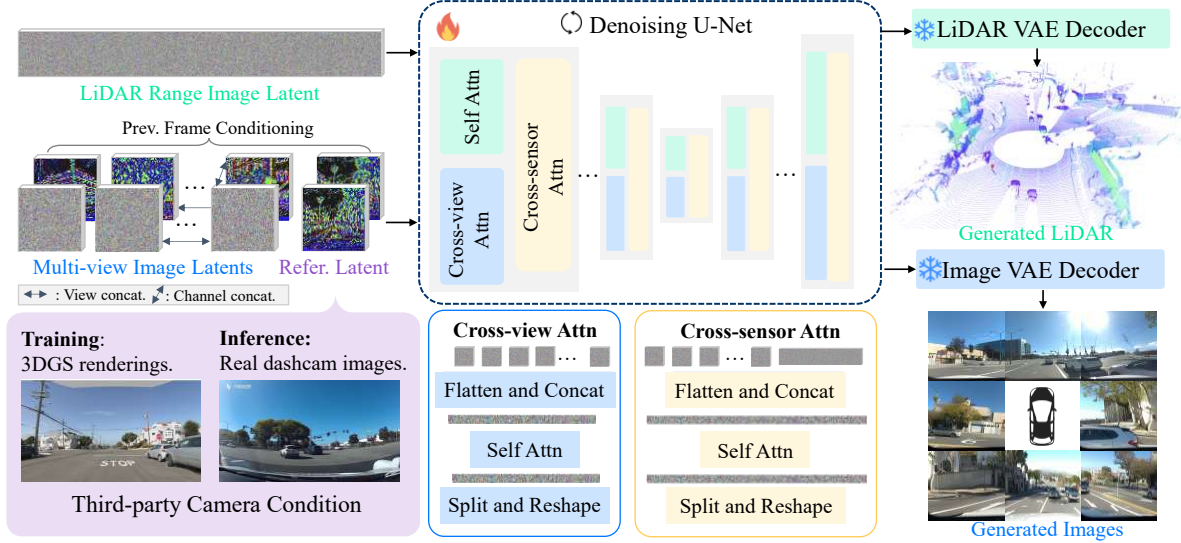 LiDAR Range Image Latent
Prev. Frame Conditioning
...
...
Multi-view Image Latents
Refer. Latent
: View concat.
: Channel concat.
Training:
3DGS renderings.
STOP
Inference:
Real dashcam images.
nexar
Third-party Camera Condition
Denoising U-Net
Self Attn
Cross-view
Attn
Cross-sensor
Attn
...
...
Cross-view Attn
...
Flatten and Concat
Self Attn
Split and Reshape
Cross-sensor Attn
...
Flatten and Concat
Self Attn
Split and Reshape
LiDAR VAE Decoder
Generated LiDAR
Image VAE Decoder
Generated Images